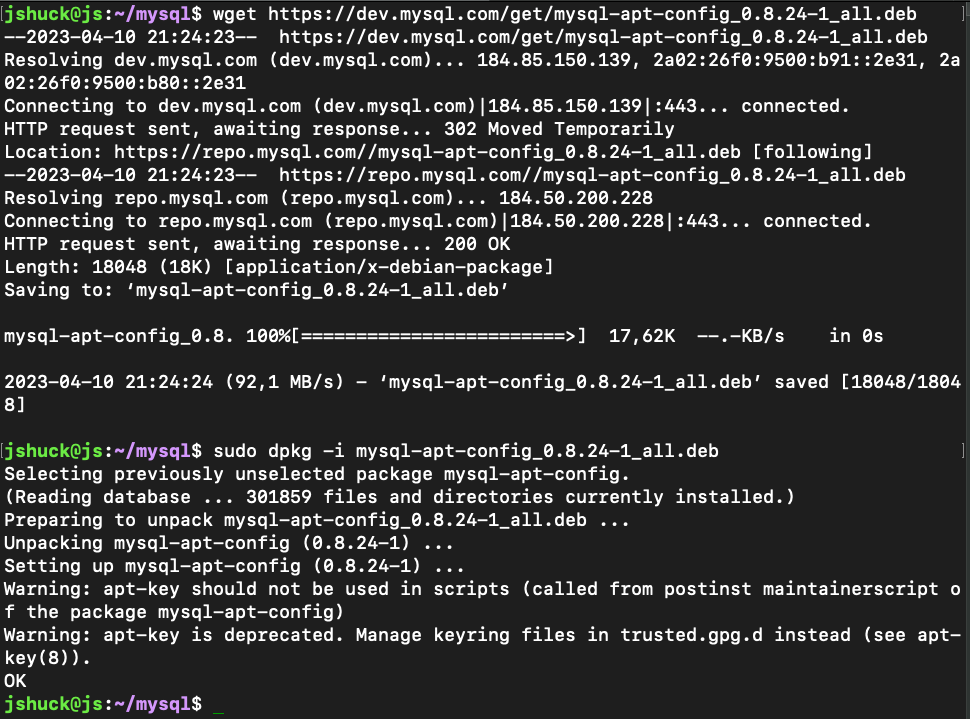 [jshuck@js:~/mysql$ wget https://dev.mysql.com/get/mysql-apt-config_0.8.24-1_all.deb ]
--2023-04-10 21:24:23--  https://dev.mysql.com/get/mysql-apt-config_0.8.24-1_all.deb
Resolving dev.mysql.com (dev.mysql.com)... 184.85.150.139, 2a02:26f0:9500:b91::2e31, 2a
02:26f0:9500:b80::2e31
Connecting to dev.mysql.com (dev.mysql.com)|184.85.150.139|:443... connected.
HTTP request sent, awaiting response... 302 Moved Temporarily
Location: https://repo.mysql.com//mysql-apt-config_0.8.24-1_all.deb [following]
--2023-04-10 21:24:23--  https://repo.mysql.com//mysql-apt-config_0.8.24-1_all.deb
Resolving repo.mysql.com (repo.mysql.com)... 184.50.200.228
Connecting to repo.mysql.com (repo.mysql.com)|184.50.200.228|:443... connected.
HTTP request sent, awaiting response... 200 OK
Length: 18048 (18K) [application/x-debian-package]
Saving to: ‘mysql-apt-config_0.8.24-1_all.deb’
mysql-apt-config_0.8. 100%[========================>]  17,62K  --.-KB/s    in 0s
2023-04-10 21:24:24 (92,1 MB/s) - ‘mysql-apt-config_0.8.24-1_all.deb’ saved [18048/1804
8]
[jshuck@js:~/mysql$ sudo dpkg -i mysql-apt-config_0.8.24-1_all.deb ]
Selecting previously unselected package mysql-apt-config.
(Reading database ... 301859 files and directories currently installed.)
Preparing to unpack mysql-apt-config_0.8.24-1_all.deb ...
Unpacking mysql-apt-config (0.8.24-1) ...
Setting up mysql-apt-config (0.8.24-1) ...
Warning: apt-key should not be used in scripts (called from postinst maintainerscript o
f the package mysql-apt-config)
Warning: apt-key is deprecated. Manage keyring files in trusted.gpg.d instead (see apt-
key(8)).
OK
jshuck@js:~/mysql$ _